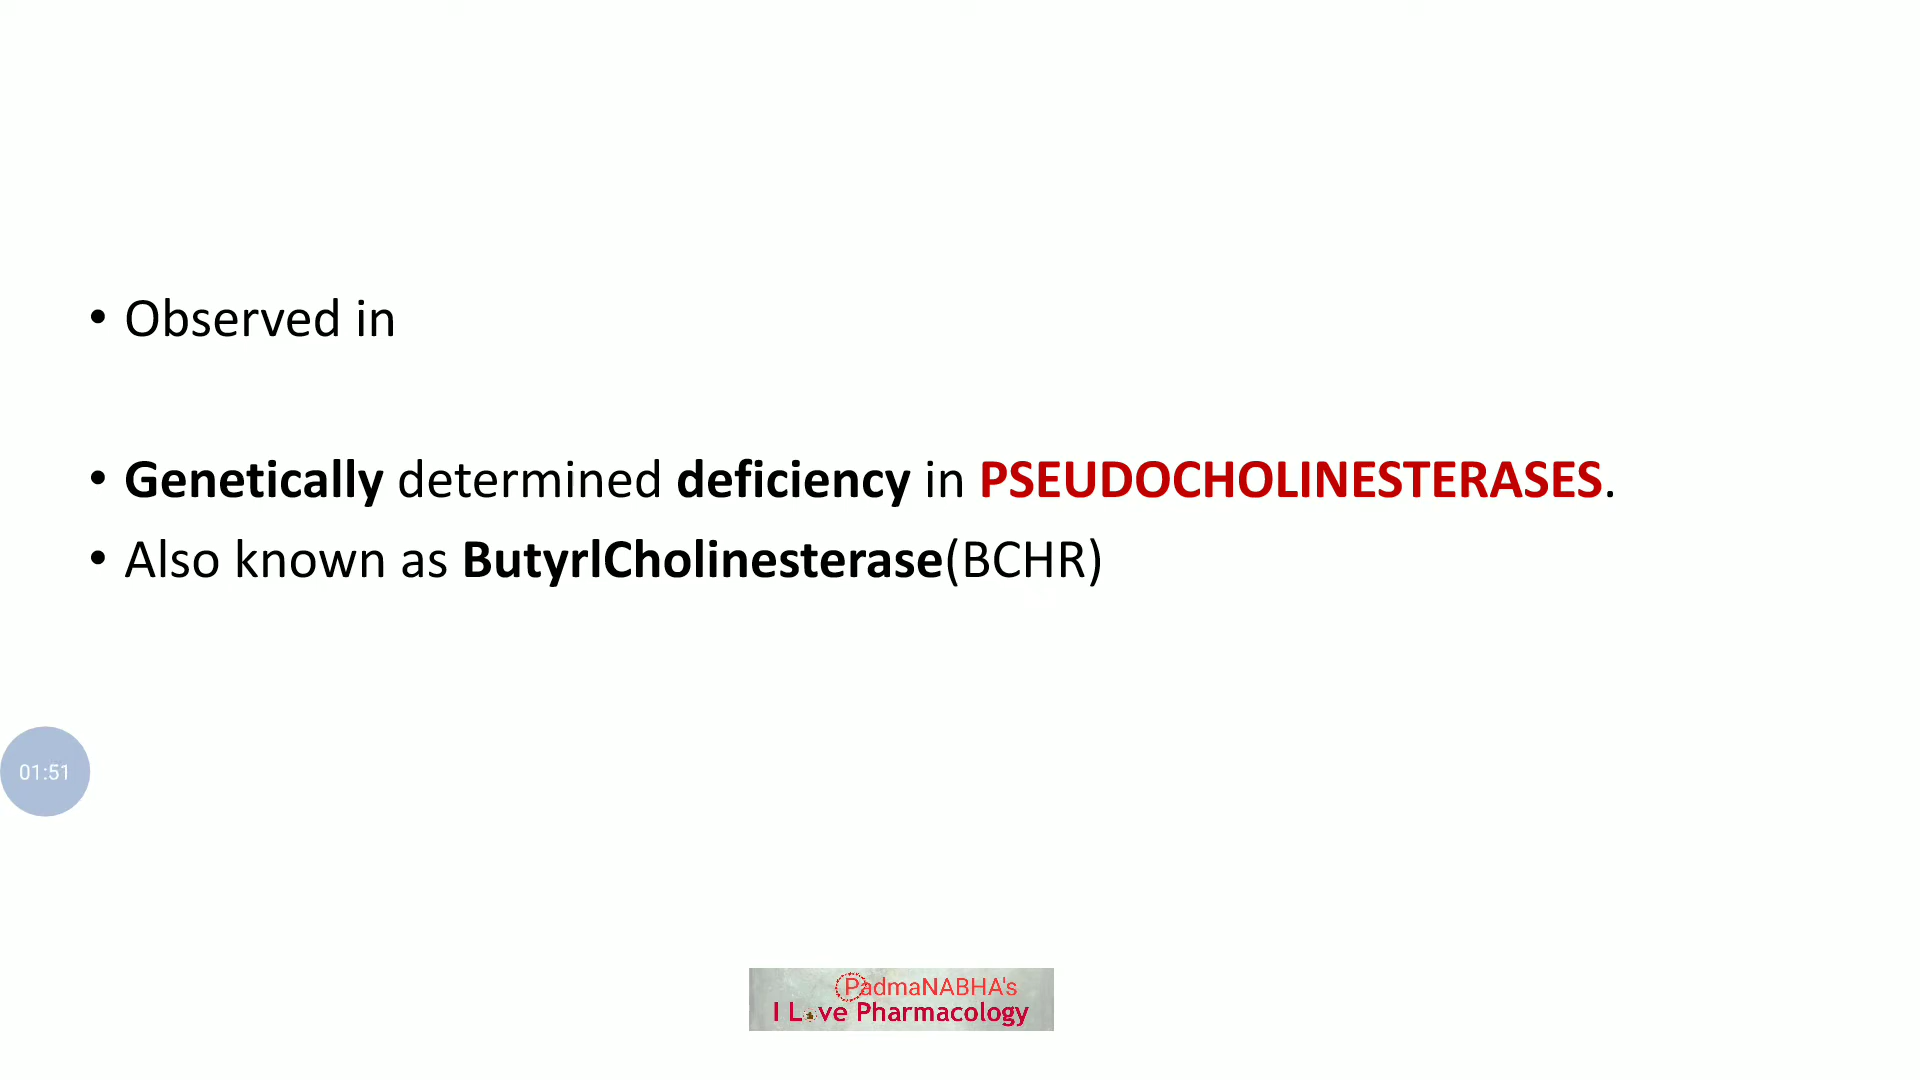 • Observed in
• Genetically determined deficiency in PSEUDOCHOLINESTERASES.
• Also known as ButyrlCholinesterase(BCHR)
01:51
PadmaNABHA's
I Love Pharmacology